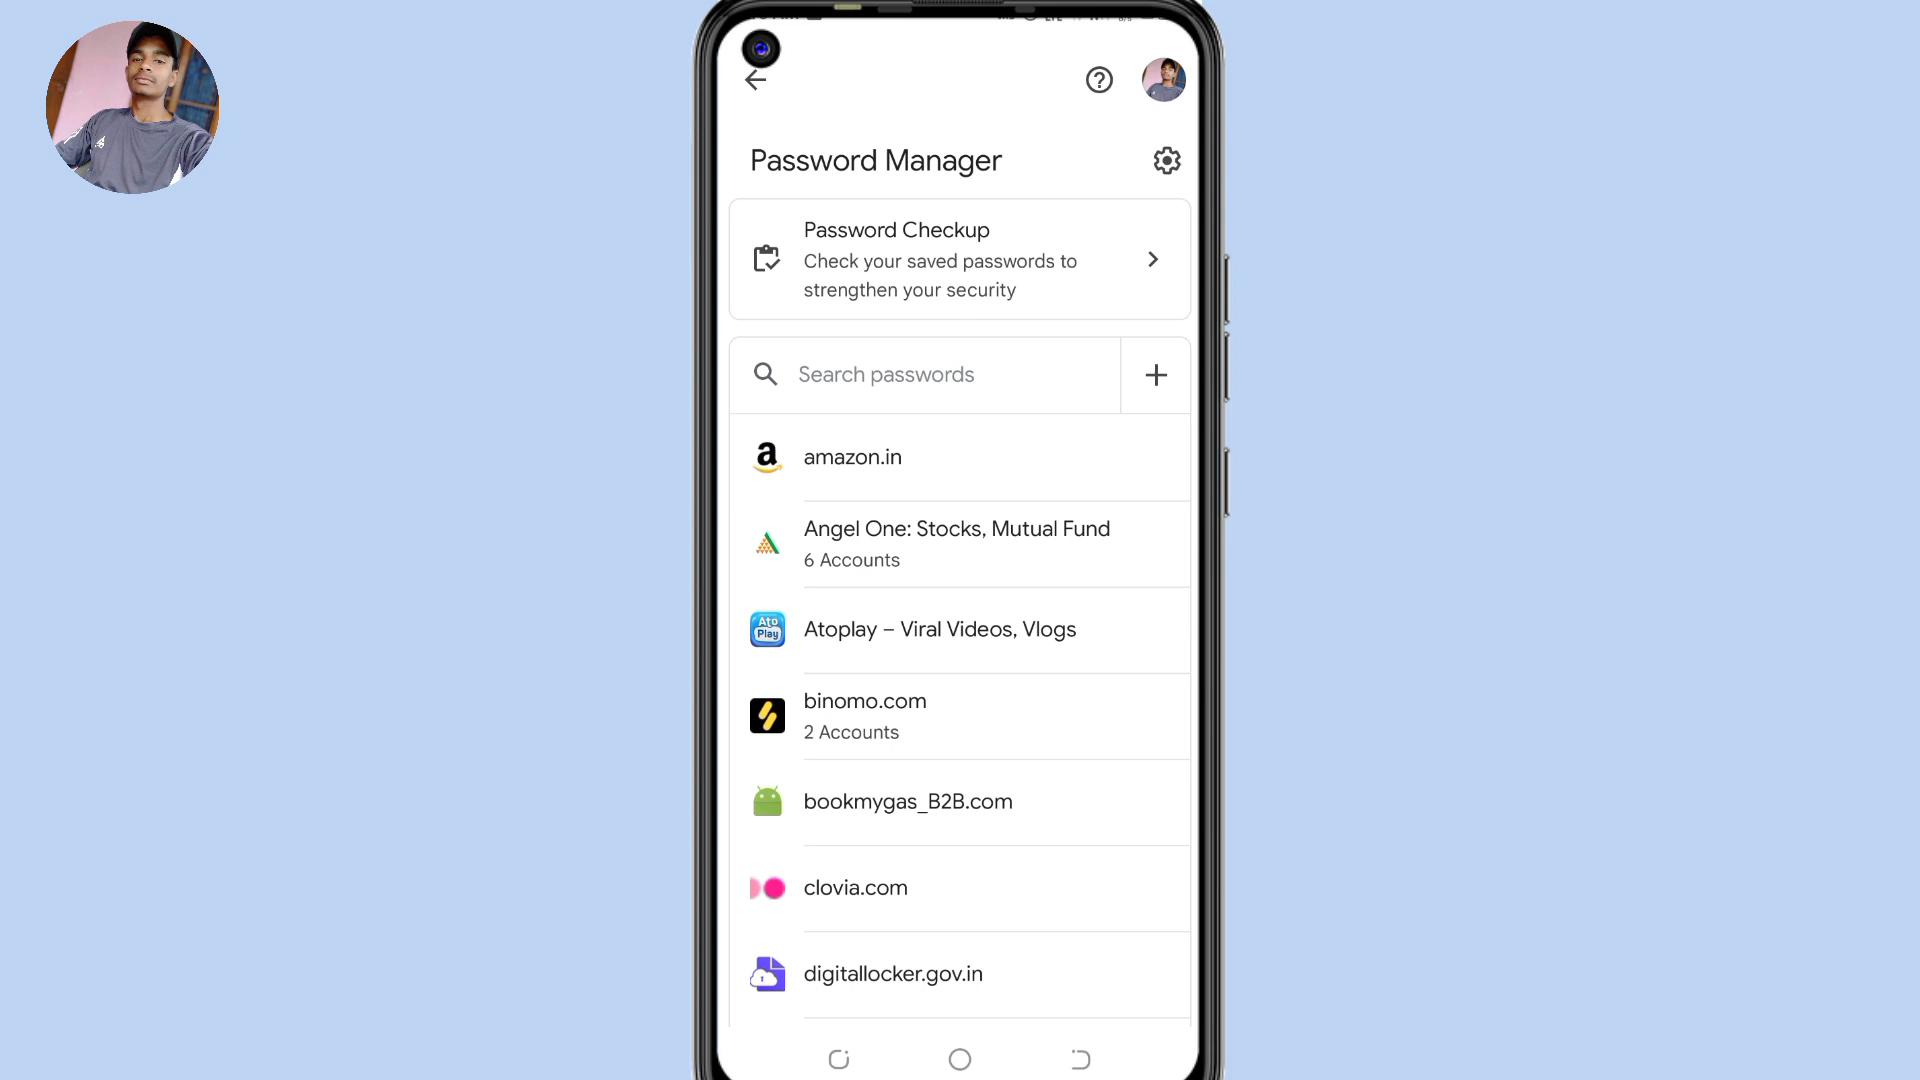 Password Manager
Password Checkup
Check your saved passwords to
strengthen your security
Search passwords
a
amazon.in
Angel One: Stocks, Mutual Fund
6 Accounts
Ato
Play
Atoplay – Viral Videos, Vlogs
binomo.com
2 Accounts
bookmygas_B2B.com
clovia.com
digitallocker.gov.in